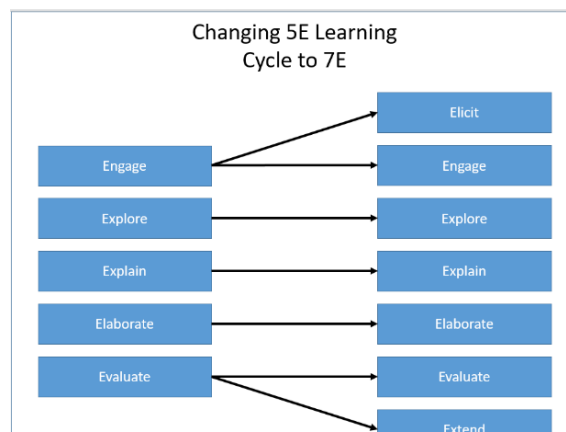 Changing 5E Learning
Cycle to 7E
Elicit
Engage
Engage
Explore
Explore
Explain
Explain
Elaborate
Elaborate
Evaluate
Evaluate
Extend